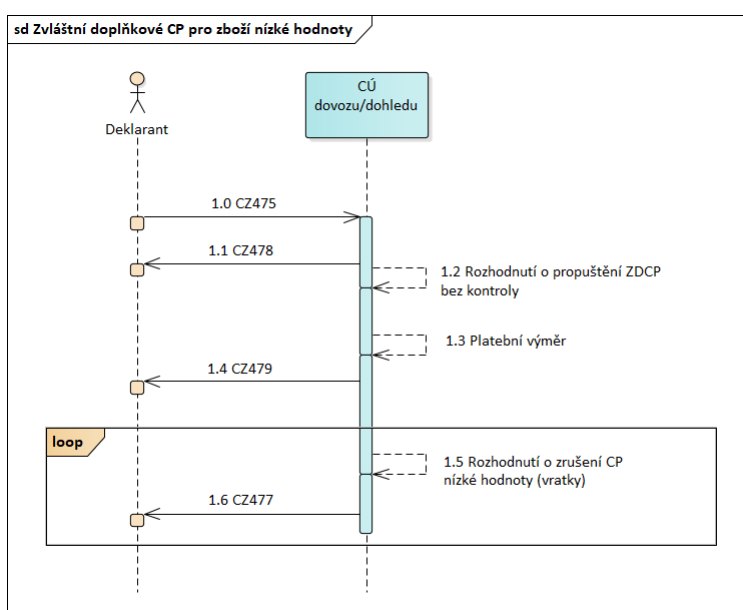 sd Zvláštní doplňkové CP pro zboží nízké hodnoty
Deklarant
CÚ
dovozu/dohledu
1.0 CZ475
1.1 CZ478
1.2 Rozhodnutí o propuštění ZDCP
bez kontroly
1.3 Platební výměr
1.4 CZ479
loop
1.5 Rozhodnutí o zrušení CP
nízké hodnoty (vratky)
1.6 CZ477